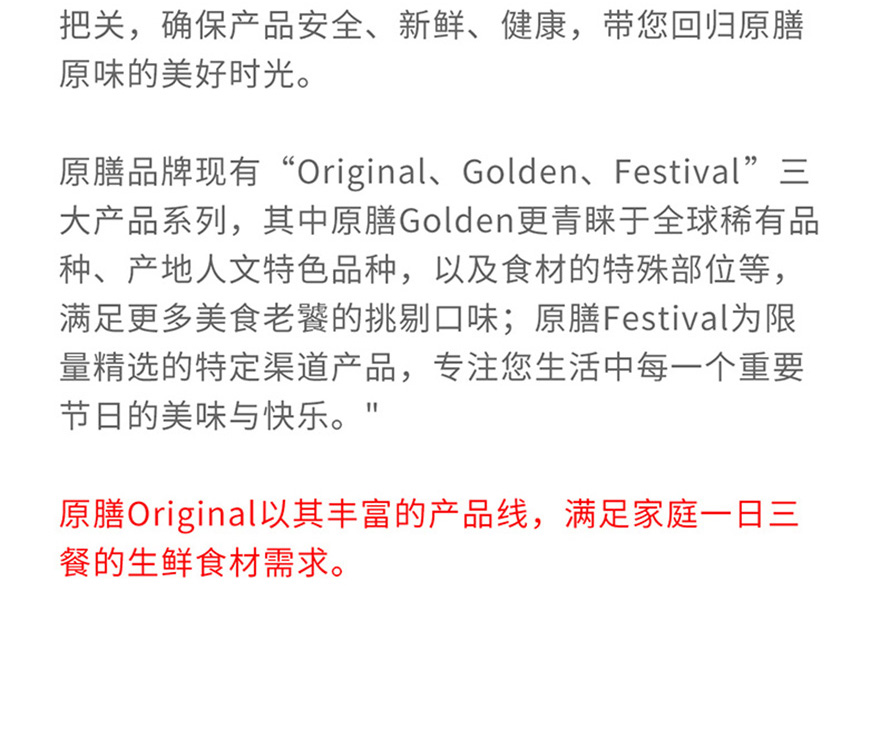 把关，确保产品安全、新鲜、健康，带您回归原膳
原味的美好时光。
原膳品牌现有“Original、Golden、Festival”三
大产品系列，其中原膳Golden更青睐于全球稀有品
种、产地人文特色品种，以及食材的特殊部位等，
满足更多美食老饕的挑剔口味；原膳Festival为限
量精选的特定渠道产品，专注您生活中每一个重要
节日的美味与快乐。"
原膳Original以其丰富的产品线，满足家庭一日三
餐的生鲜食材需求。